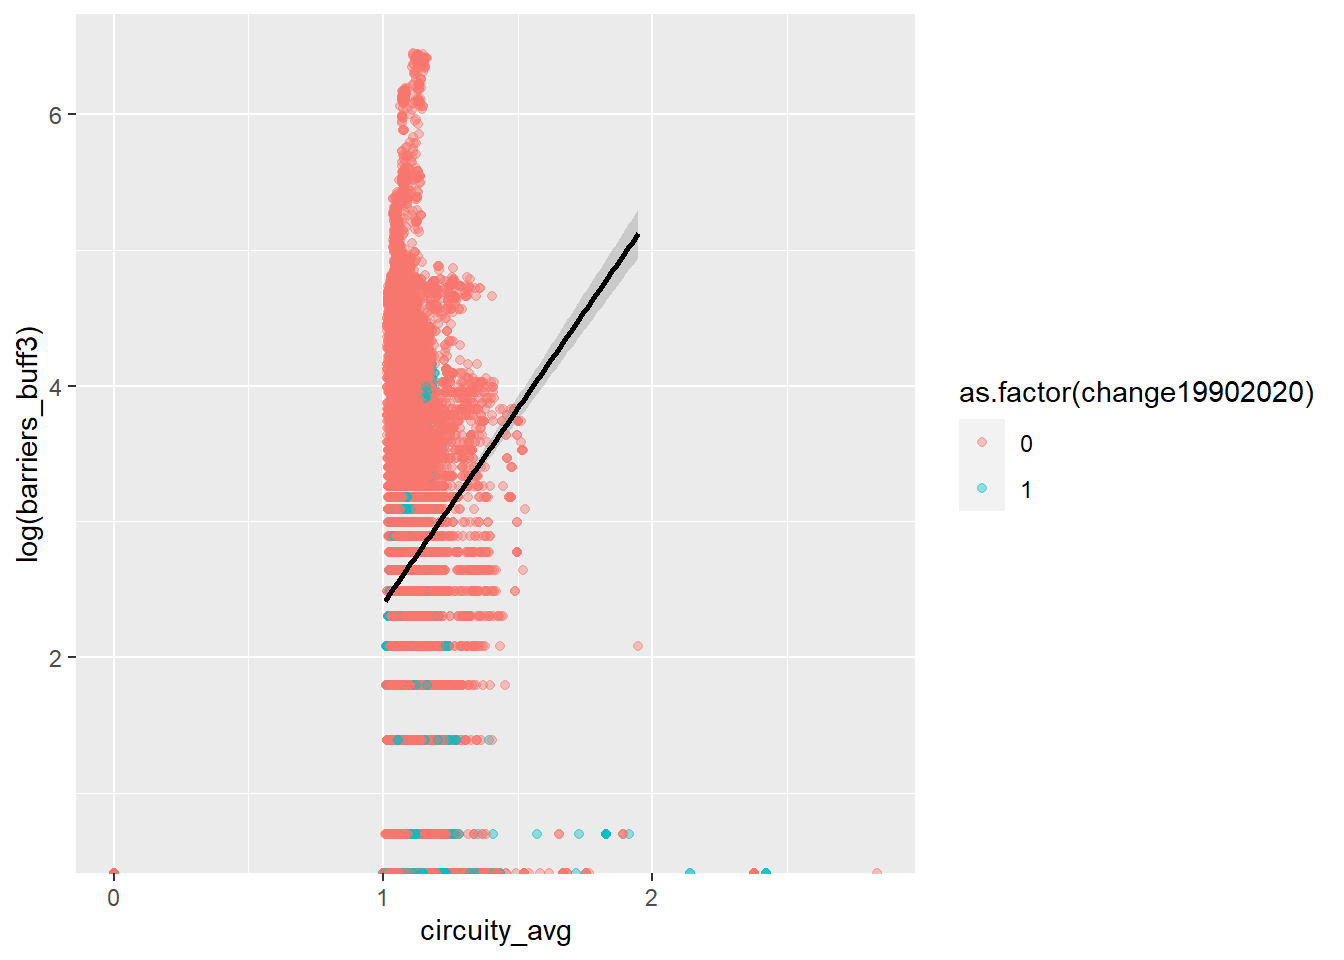 6
4
2
log(barriers_buff3)
0
1
2
circuity_avg
as.factor(change19902020)
0
1